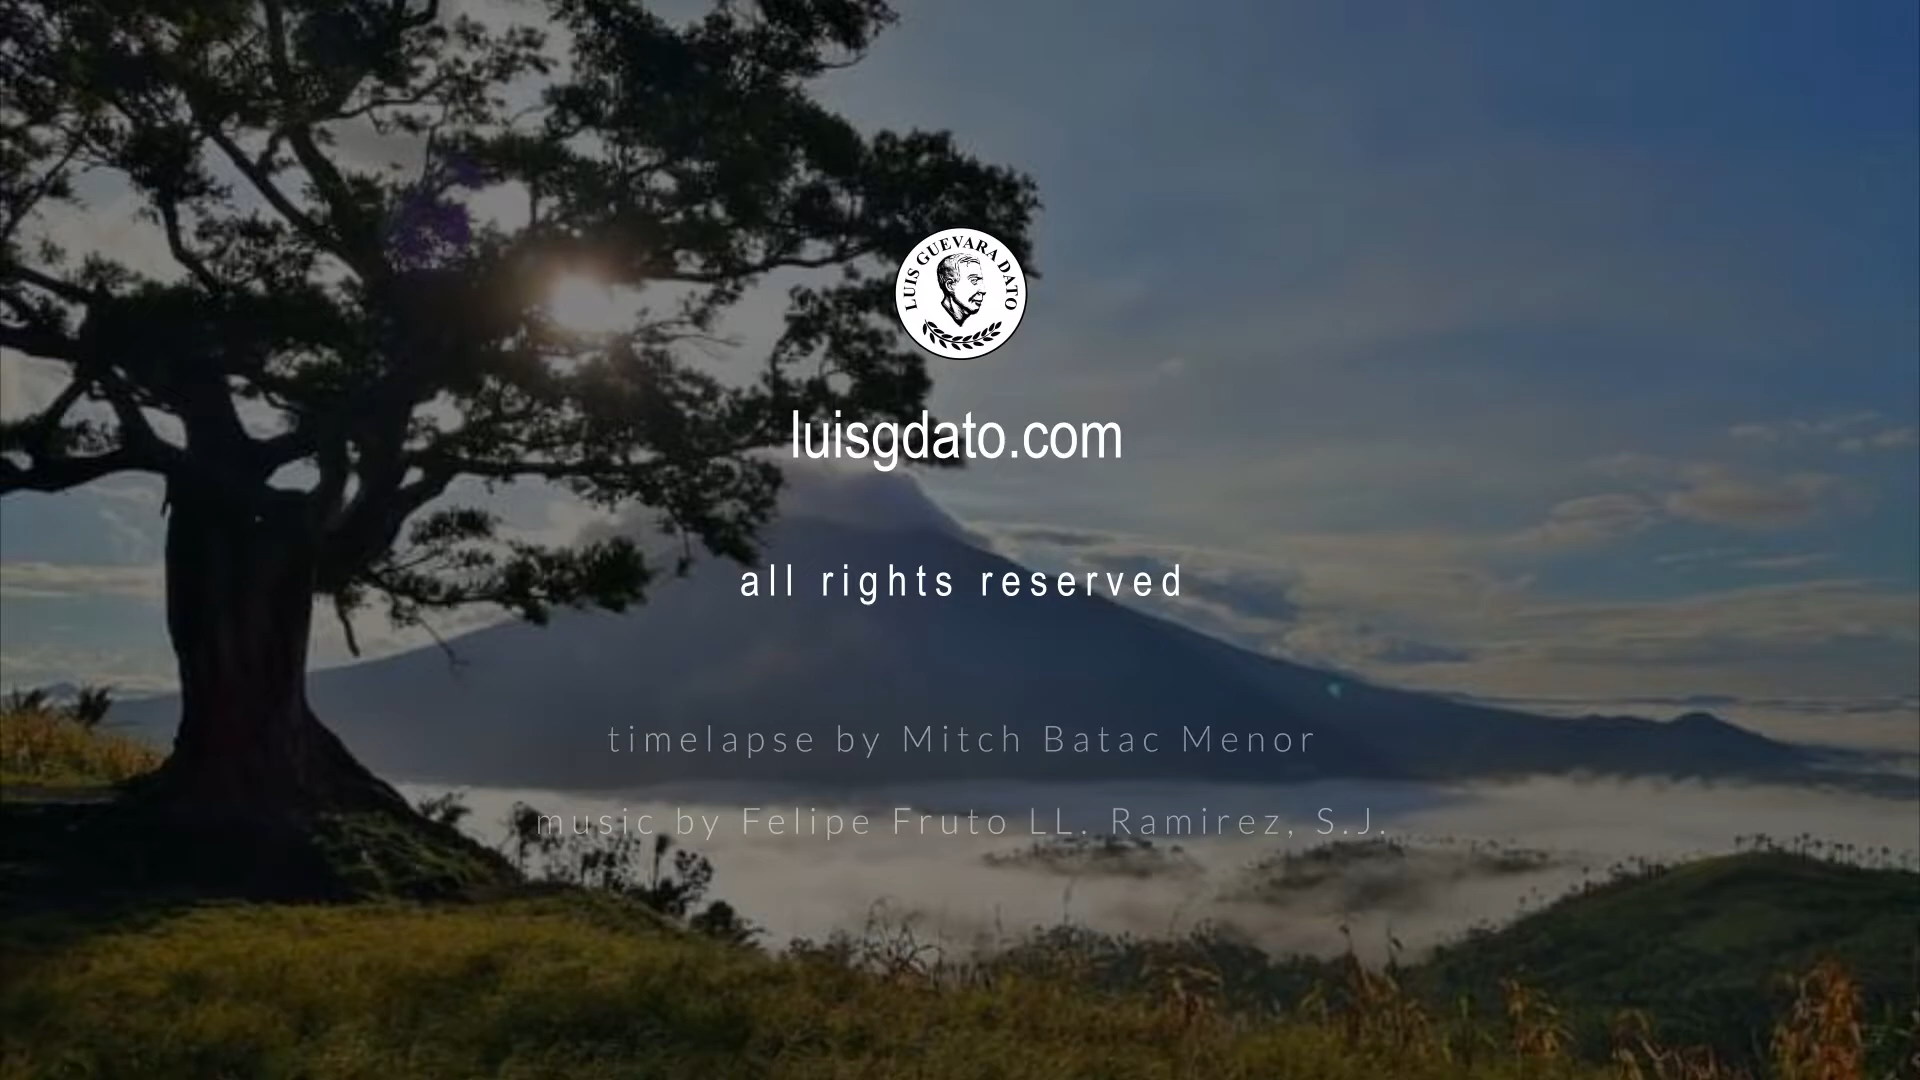 LUIS GUEVARA DATO
luisgdato.com
all rights reserved
timelapse by Mitch Batac Menor
music by Felipe Fruto LL. Ramirez, S.J.